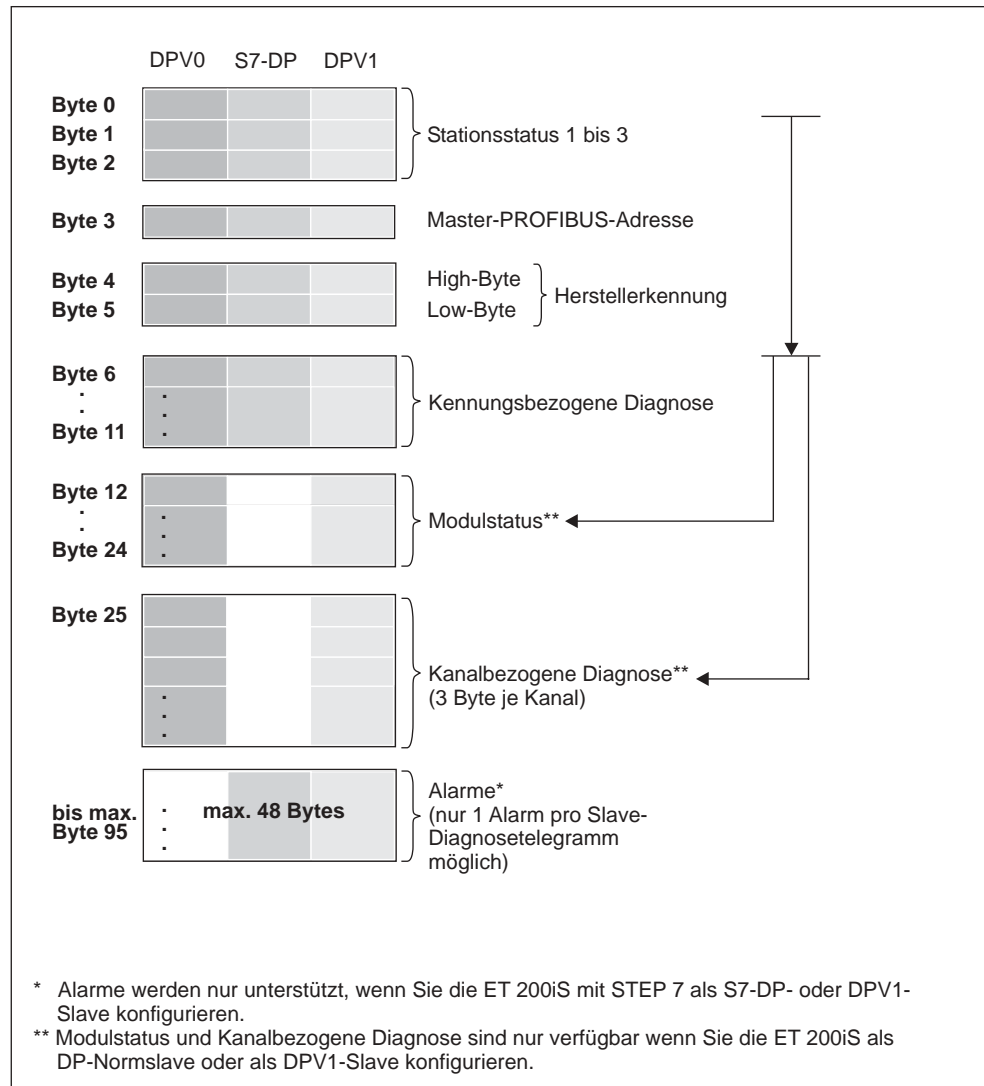 DPV0 S7-DP DPV1
Byte 0
Byte 1
Byte 2
Stationsstatus 1 bis 3
Byte 3
Master-PROFIBUS-Adresse
Byte 4
Byte 5
High-Byte
Low-Byte
Herstellerkennung
Byte 6
.
.
Byte 11
.
.
.
Kennungsbezogene Diagnose
Byte 12
.
.
Byte 24
.
.
.
Modulstatus**
Byte 25
.
.
.
Kanalbezogene Diagnose**
(3 Byte je Kanal)
bis max.
Byte 95
.
.
.
max. 48 Bytes
Alarme*
(nur 1 Alarm pro Slave-
Diagnosetelegramm
möglich)
* Alarme werden nur unterstützt, wenn Sie die ET 200iS mit STEP 7 als S7-DP- oder DPV1-
Slave konfigurieren.
** Modulstatus und Kanalbezogene Diagnose sind nur verfügbar wenn Sie die ET 200iS als
DP-Normslave oder als DPV1-Slave konfigurieren.